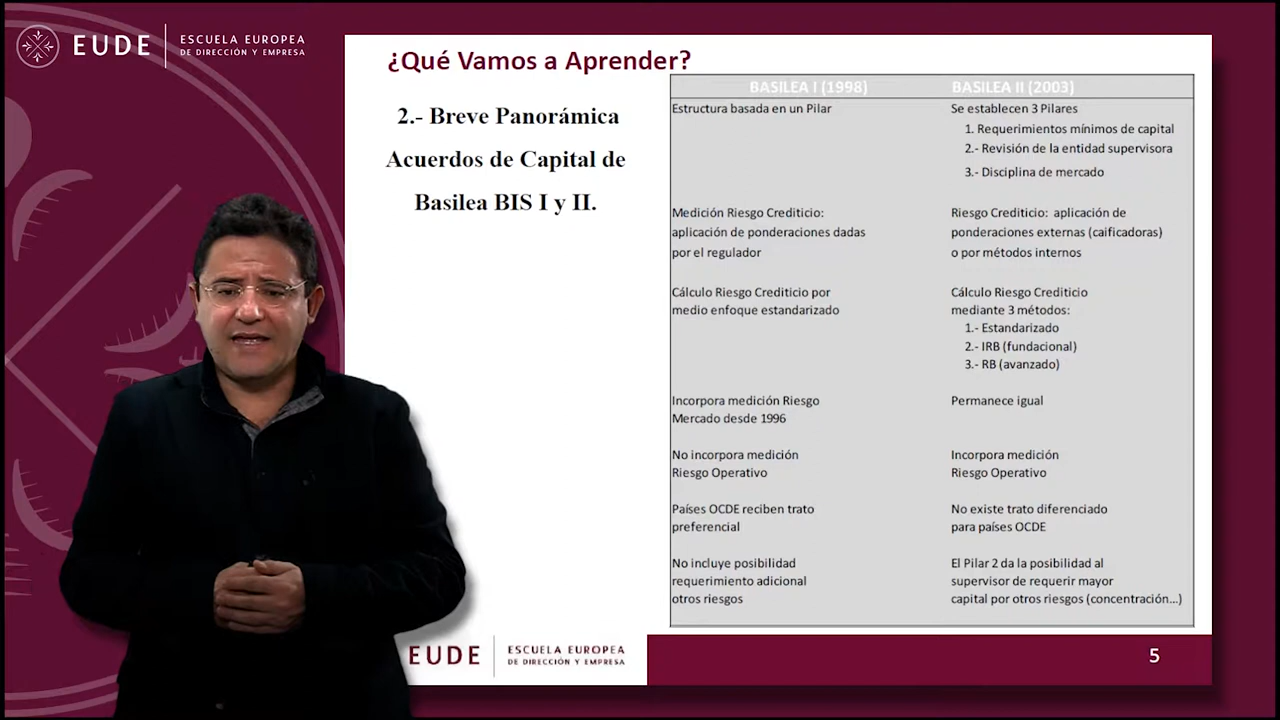 EUDE
ESCUELA EUROPEA
DE DIRECCIÓN Y EMPRESA
¿Qué Vamos a Aprender?
2.- Breve Panorámica
Acuerdos de Capital de
Basilea BIS I y II.
BASILEA I (1998) BASILEA II (2003)
Estructura basada en un Pilar Se establecen 3 Pilares
1. Requerimientos mínimos de capital
2.- Revisión de la entidad supervisora
3.- Disciplina de mercado
Medición Riesgo Crediticio: Riesgo Crediticio: aplicación de
aplicación de ponderaciones dadas ponderaciones externas (caificadoras)
por el regulador o por métodos internos
Cálculo Riesgo Crediticio por Cálculo Riesgo Crediticio
medio enfoque estandarizado mediante 3 métodos:
1.- Estandarizado
2.- IRB (fundacional)
3.- RB (avanzado)
Incorpora medición Riesgo Permanece igual
Mercado desde 1996
No incorpora medición Incorpora medición
Riesgo Operativo Riesgo Operativo
Países OCDE reciben trato No existe trato diferenciado
preferencial para países OCDE
No incluye posibilidad El Pilar 2 da la posibilidad al
requerimiento adicional supervisor de requerir mayor
otros riesgos capital por otros riesgos (concentración...)
EUDE
ESCUELA EUROPEA
DE DIRECCIÓN Y EMPRESA
5